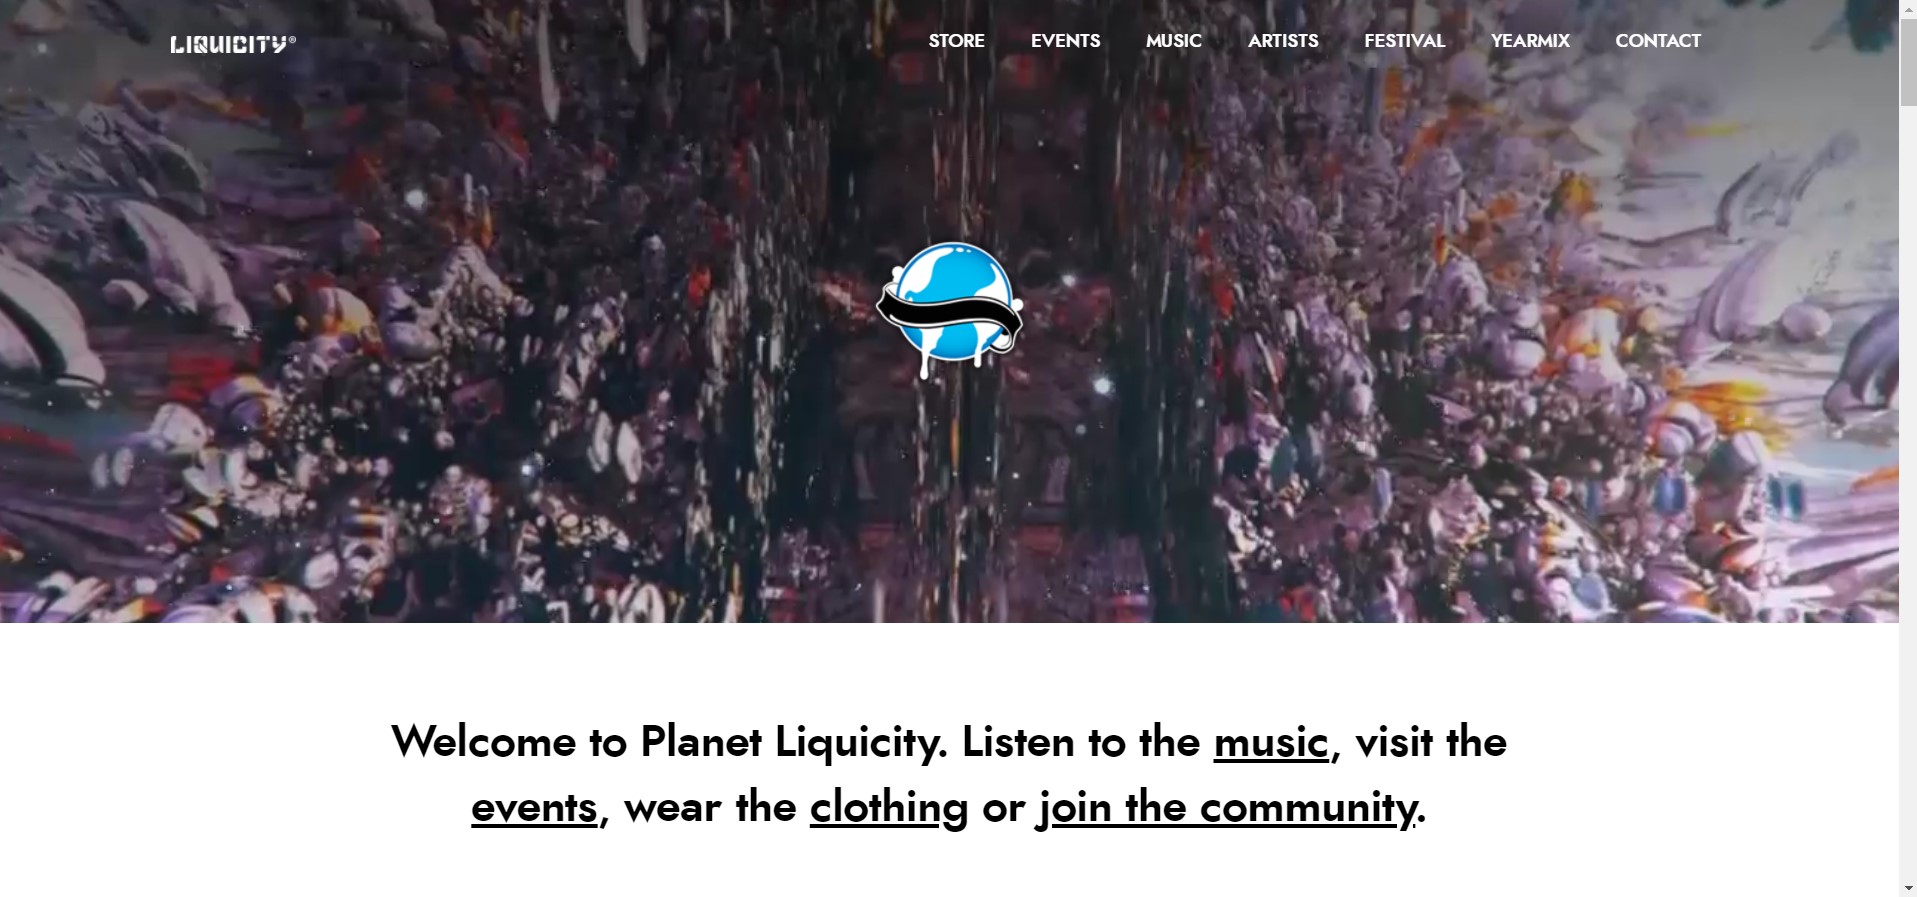 LIQUICITY®
STORE EVENTS MUSIC ARTISTS FESTIVAL YEARMIX CONTACT
Welcome to Planet Liquicity. Listen to the music, visit the
events, wear the clothing or join the community.